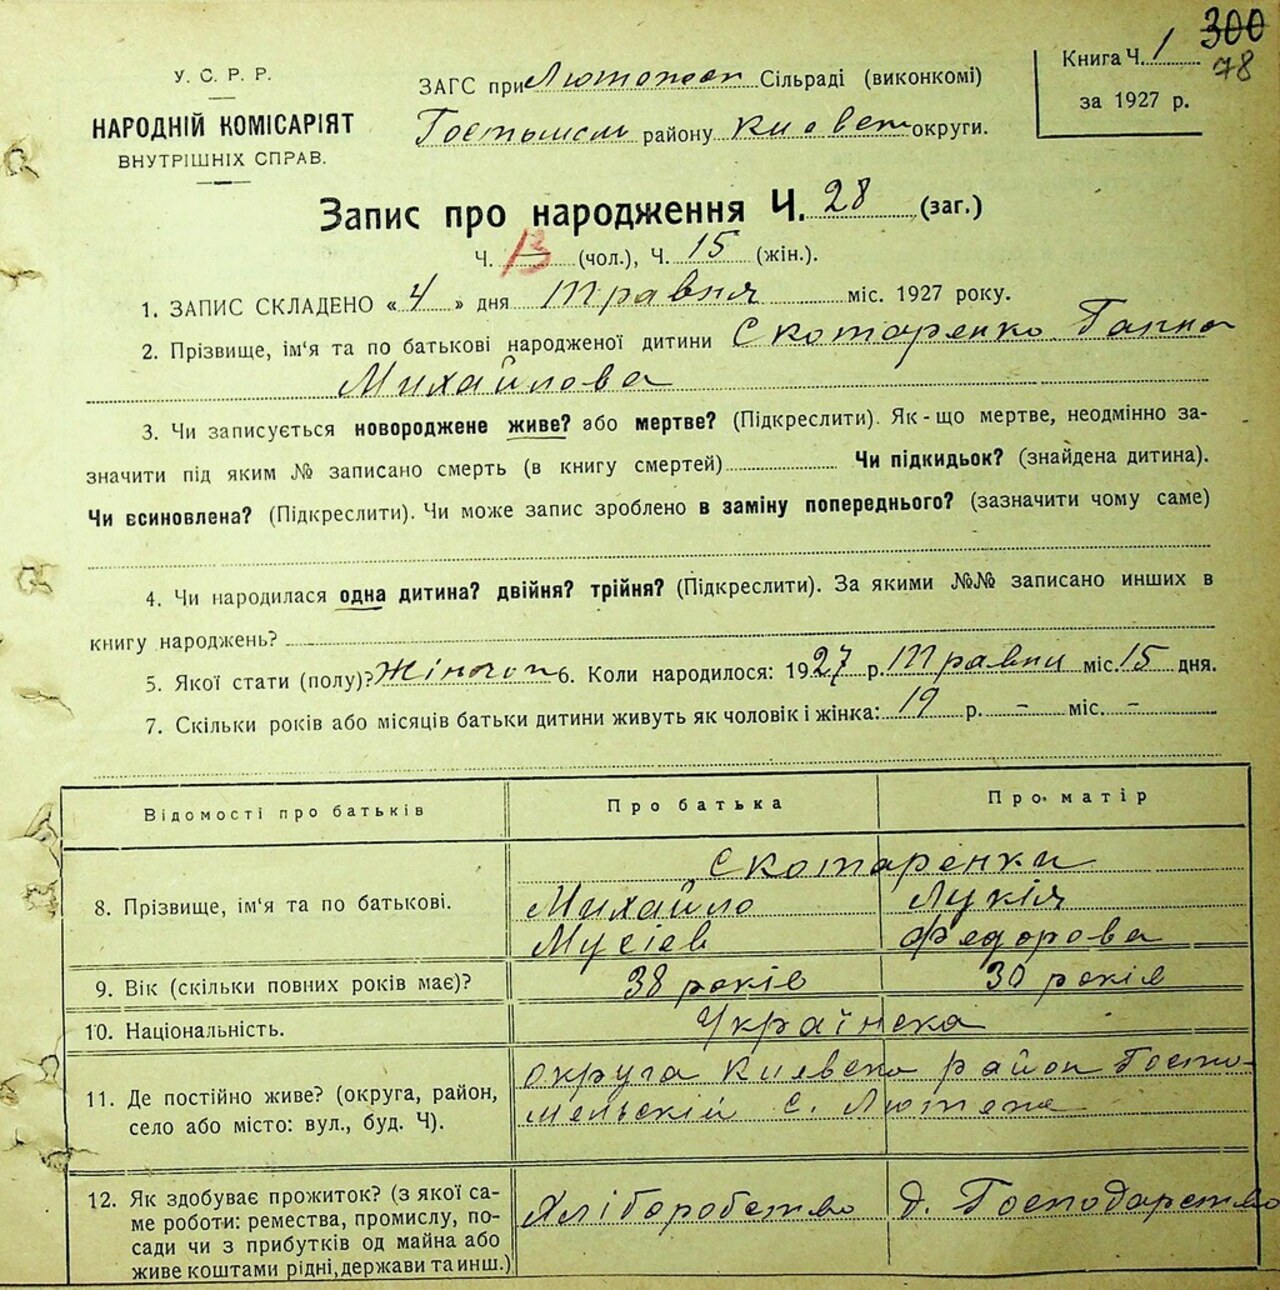 300
78
У. С. Р. Р.
НАРОДНІЙ КОМІСАРІЯТ
ВНУТРІШНІХ СПРАВ.
ЗАГС при Лютожск Сільраді (виконкомі)
району Києвск округи.
Книга Ч. 1
за 1927 р.
Запис про народження Ч. 28 (заг.)
Ч. 13 (чол.), Ч. 15 (жін.).
1. ЗАПИС СКЛАДЕНО «4» дня Травня міс. 1927 року.
2. Прізвище, ім'я та по батькові народженої дитини Скотаренко Ганна
Михайлова
3. Чи записується новороджене живе? або мертве? (Підкреслити). Як-що мертве, неодмінно за-
значити під яким № записано смерть (в книгу смертей) Чи підкидьок? (знайдена дитина).
Чи всиновлена? (Підкреслити). Чи може запис зроблено в заміну попереднього? (зазначити чому саме)
4. Чи народилася одна дитина? двійня? трійня? (Підкреслити). За якими №№ записано инших в
книгу народжень?
5. Якої стати (полу)? Жіночоп 6. Коли народилося: 1927 р. Травни міс. 15 дня.
7. Скільки років або місяців батьки дитини живуть як чоловік і жінка: 19 р. – міс. –
Відомості про батьків
Про батька
Про матір
8. Прізвище, ім'я та по батькові.
Скотаренки
Михайло Лукія
Мусієв Федорова
9. Вік (скільки повних років має)? 38 років 30 років
10. Національність. Українска
11. Де постійно живе? (округа, район,
село або місто: вул., буд. Ч).
округа Києвска район Госто-
мельскій с. Лютежа
12. Як здобуває прожиток? (з якої са-
ме роботи: ремества, промислу, по-
сади чи з прибутків од майна або
живе коштами рідні, держави та инш.)
Хліборобство д. Господарство